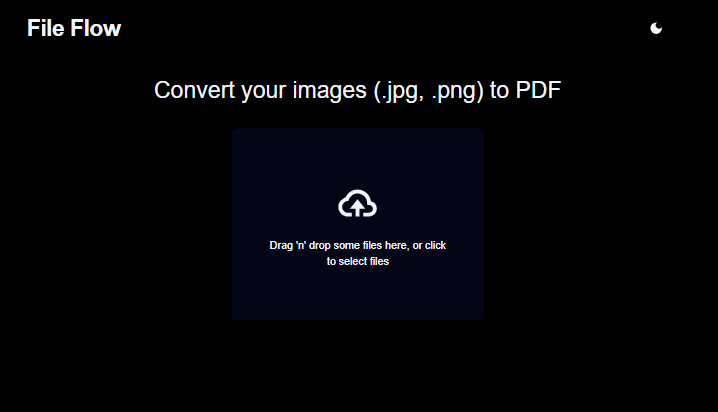 File Flow
Convert your images (.jpg, .png) to PDF
Drag 'n' drop some files here, or click
to select files